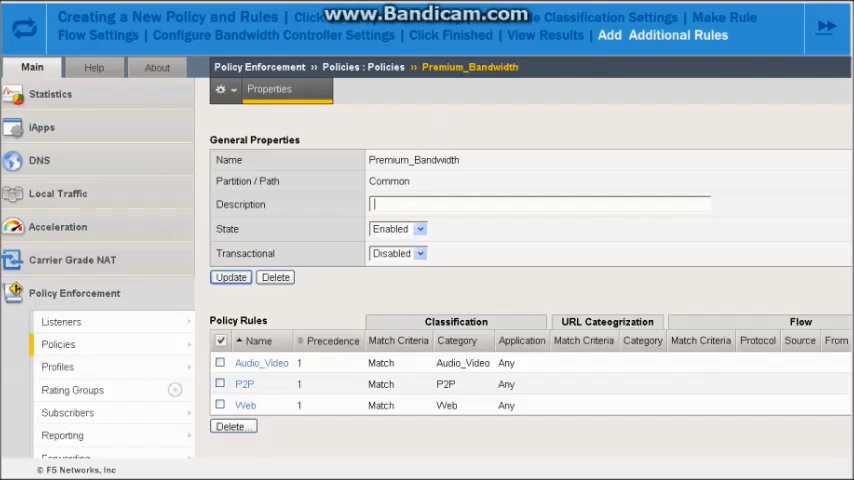 www.Bandicam.com
Creating a New Policy and Rules | Click Classification Settings | Make Rule
Flow Settings | Configure Bandwidth Controller Settings | Click Finished | View Results | Add Additional Rules
Main Help About
Policy Enforcement ›› Policies : Policies ›› Premium_Bandwidth
Properties
Statistics
iApps
DNS
Local Traffic
Acceleration
Carrier Grade NAT
Policy Enforcement
Listeners
Policies
Profiles
Rating Groups
Subscribers
Reporting
© F5 Networks, Inc
General Properties
Name Premium_Bandwidth
Partition / Path Common
Description
State Enabled
Transactional Disabled
Update Delete
Policy Rules Classification URL Cateogrization Flow
Name Precedence Match Criteria Category Application Match Criteria Category Match Criteria Protocol Source From
Audio_Video 1 Match Audio_Video Any
P2P 1 Match P2P Any
Web 1 Match Web Any
Delete...